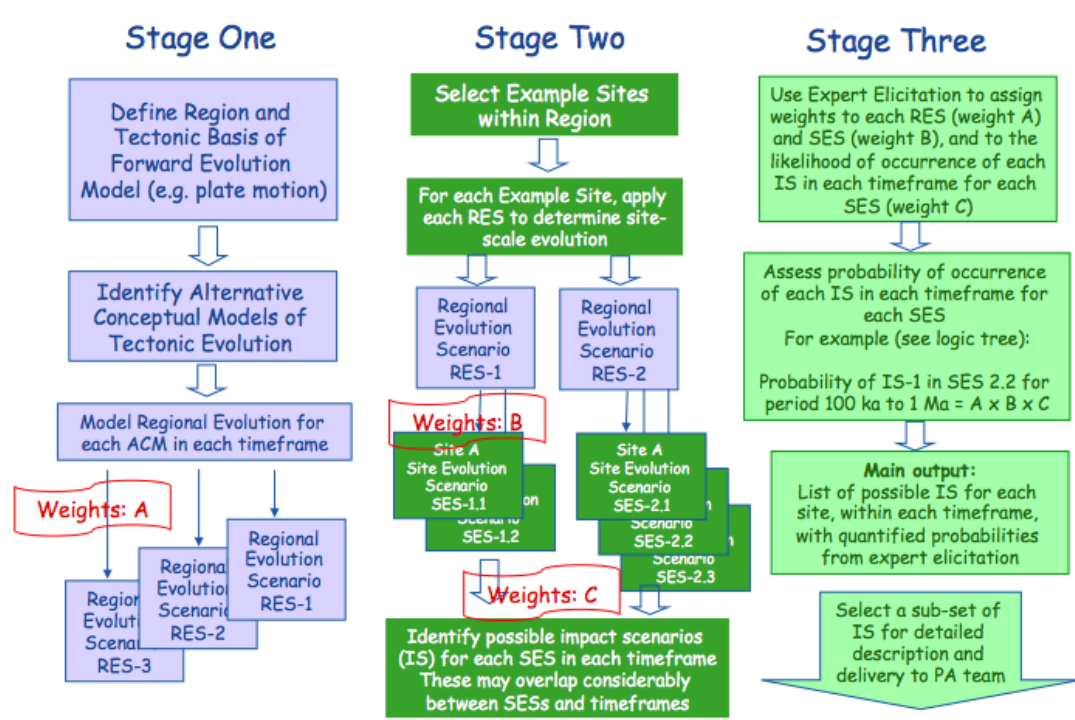 Stage One
Define Region and
Tectonic Basis of
Forward Evolution
Model (e.g. plate motion)
Identify Alternative
Conceptual Models of
Tectonic Evolution
Model Regional Evolution for
each ACM in each timeframe
Weights: A
Regional
Evolution
Scenario
RES-1
Regional
Evolution
Scenario
RES-2
Region
Evoluti
Scenar
RES-3
Stage Two
Select Example Sites
within Region
For each Example Site, apply
each RES to determine site-
scale evolution
Regional
Evolution
Scenario
RES-1
Regional
Evolution
Scenario
RES-2
Weights: B
Site A
Site Evolution
Scenario
SES-1.1
on
Scenario
SES-1.2
Site A
Site Evolution
Scenario
SES-2.1
Scenario
SES-2.2
on
Scenario
SES-2.3
Weights: C
Identify possible impact scenarios
(IS) for each SES in each timeframe
These may overlap considerably
between SESs and timeframes
Stage Three
Use Expert Elicitation to assign
weights to each RES (weight A)
and SES (weight B), and to the
likelihood of occurrence of each
IS in each timeframe for each
SES (weight C)
Assess probability of occurrence
of each IS in each timeframe for
each SES
For example (see logic tree):
Probability of IS-1 in SES 2.2 for
period 100 ka to 1 Ma = A x B x C
Main output:
List of possible IS for each
site, within each timeframe,
with quantified probabilities
from expert elicitation
Select a sub-set of
IS for detailed
description and
delivery to PA team